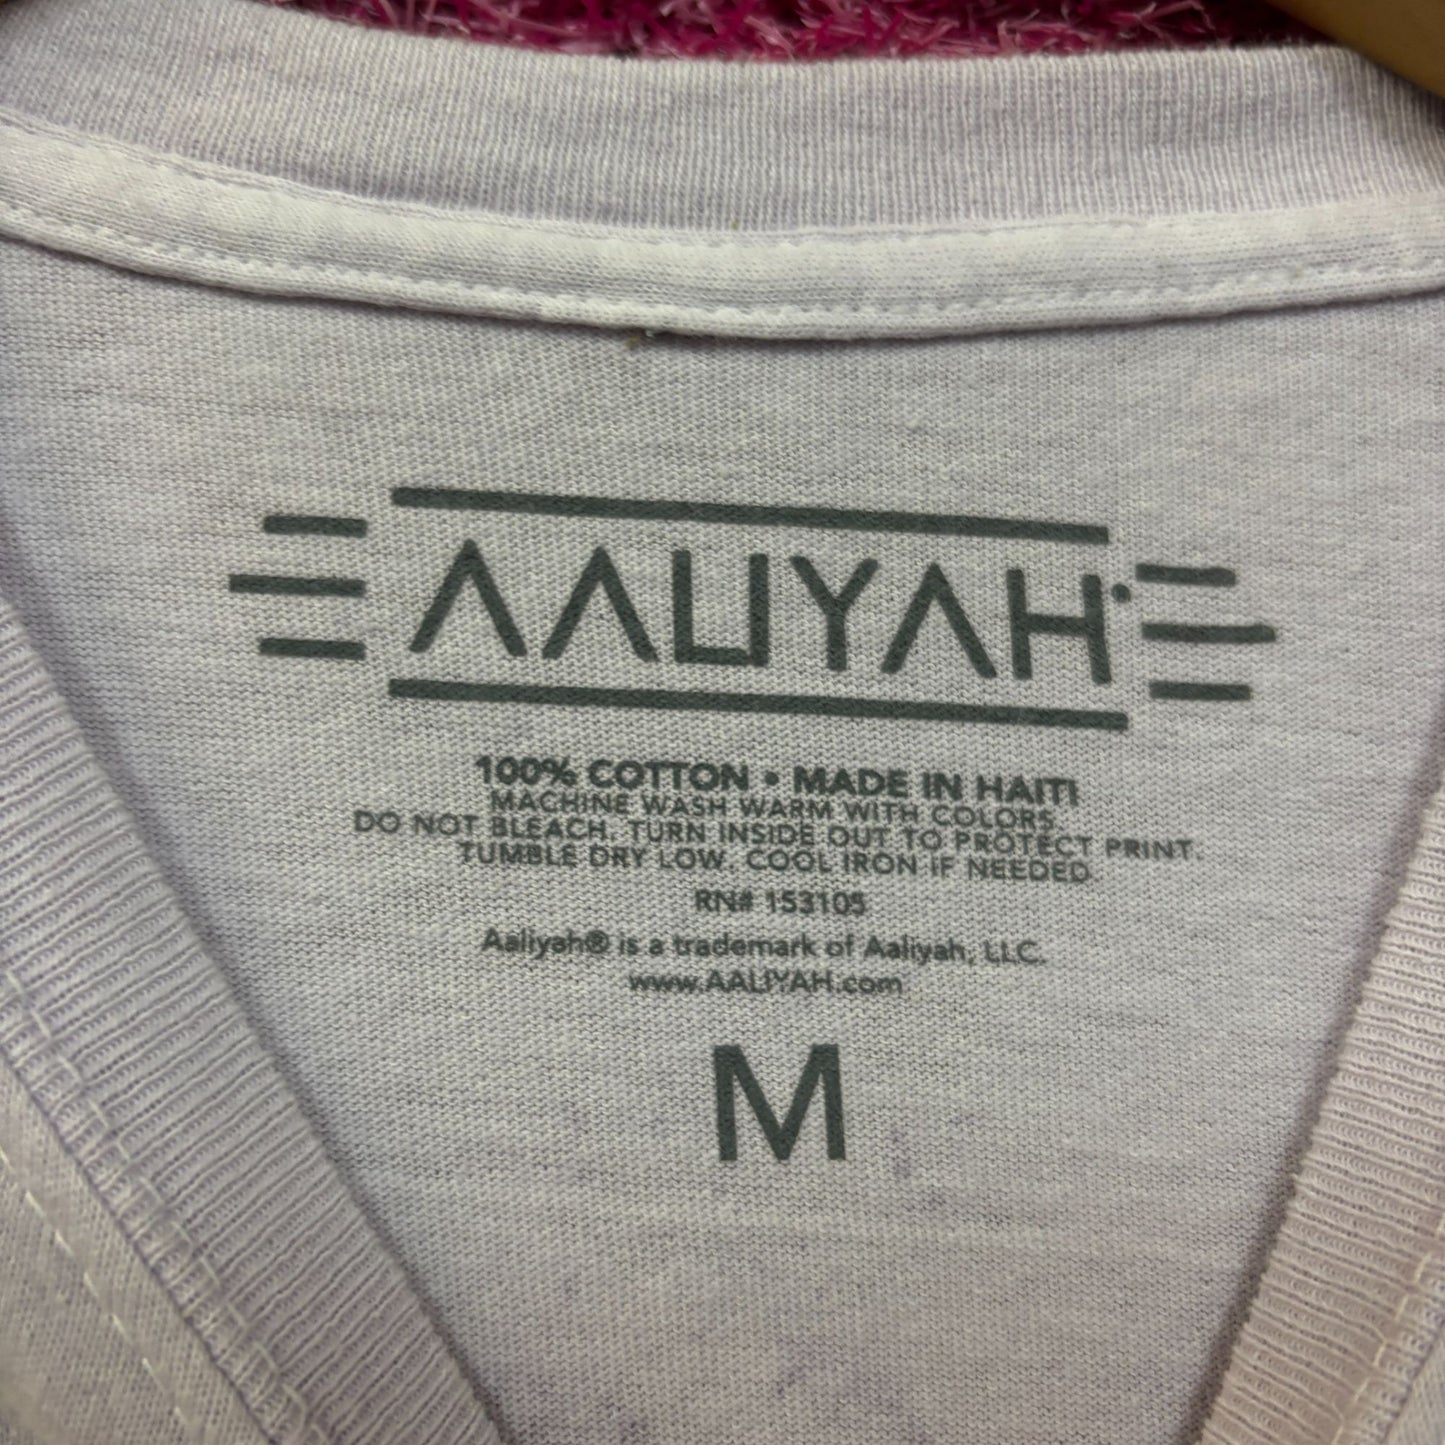 AALIYAH
100% COTTON • MADE IN HAITI
MACHINE WASH WARM WITH COLORS.
DO NOT BLEACH. TURN INSIDE OUT TO PROTECT PRINT.
TUMBLE DRY LOW. COOL IRON IF NEEDED.
RN# 153105
Aaliyah® is a trademark of Aaliyah, LLC.
www.AALIYAH.com
M